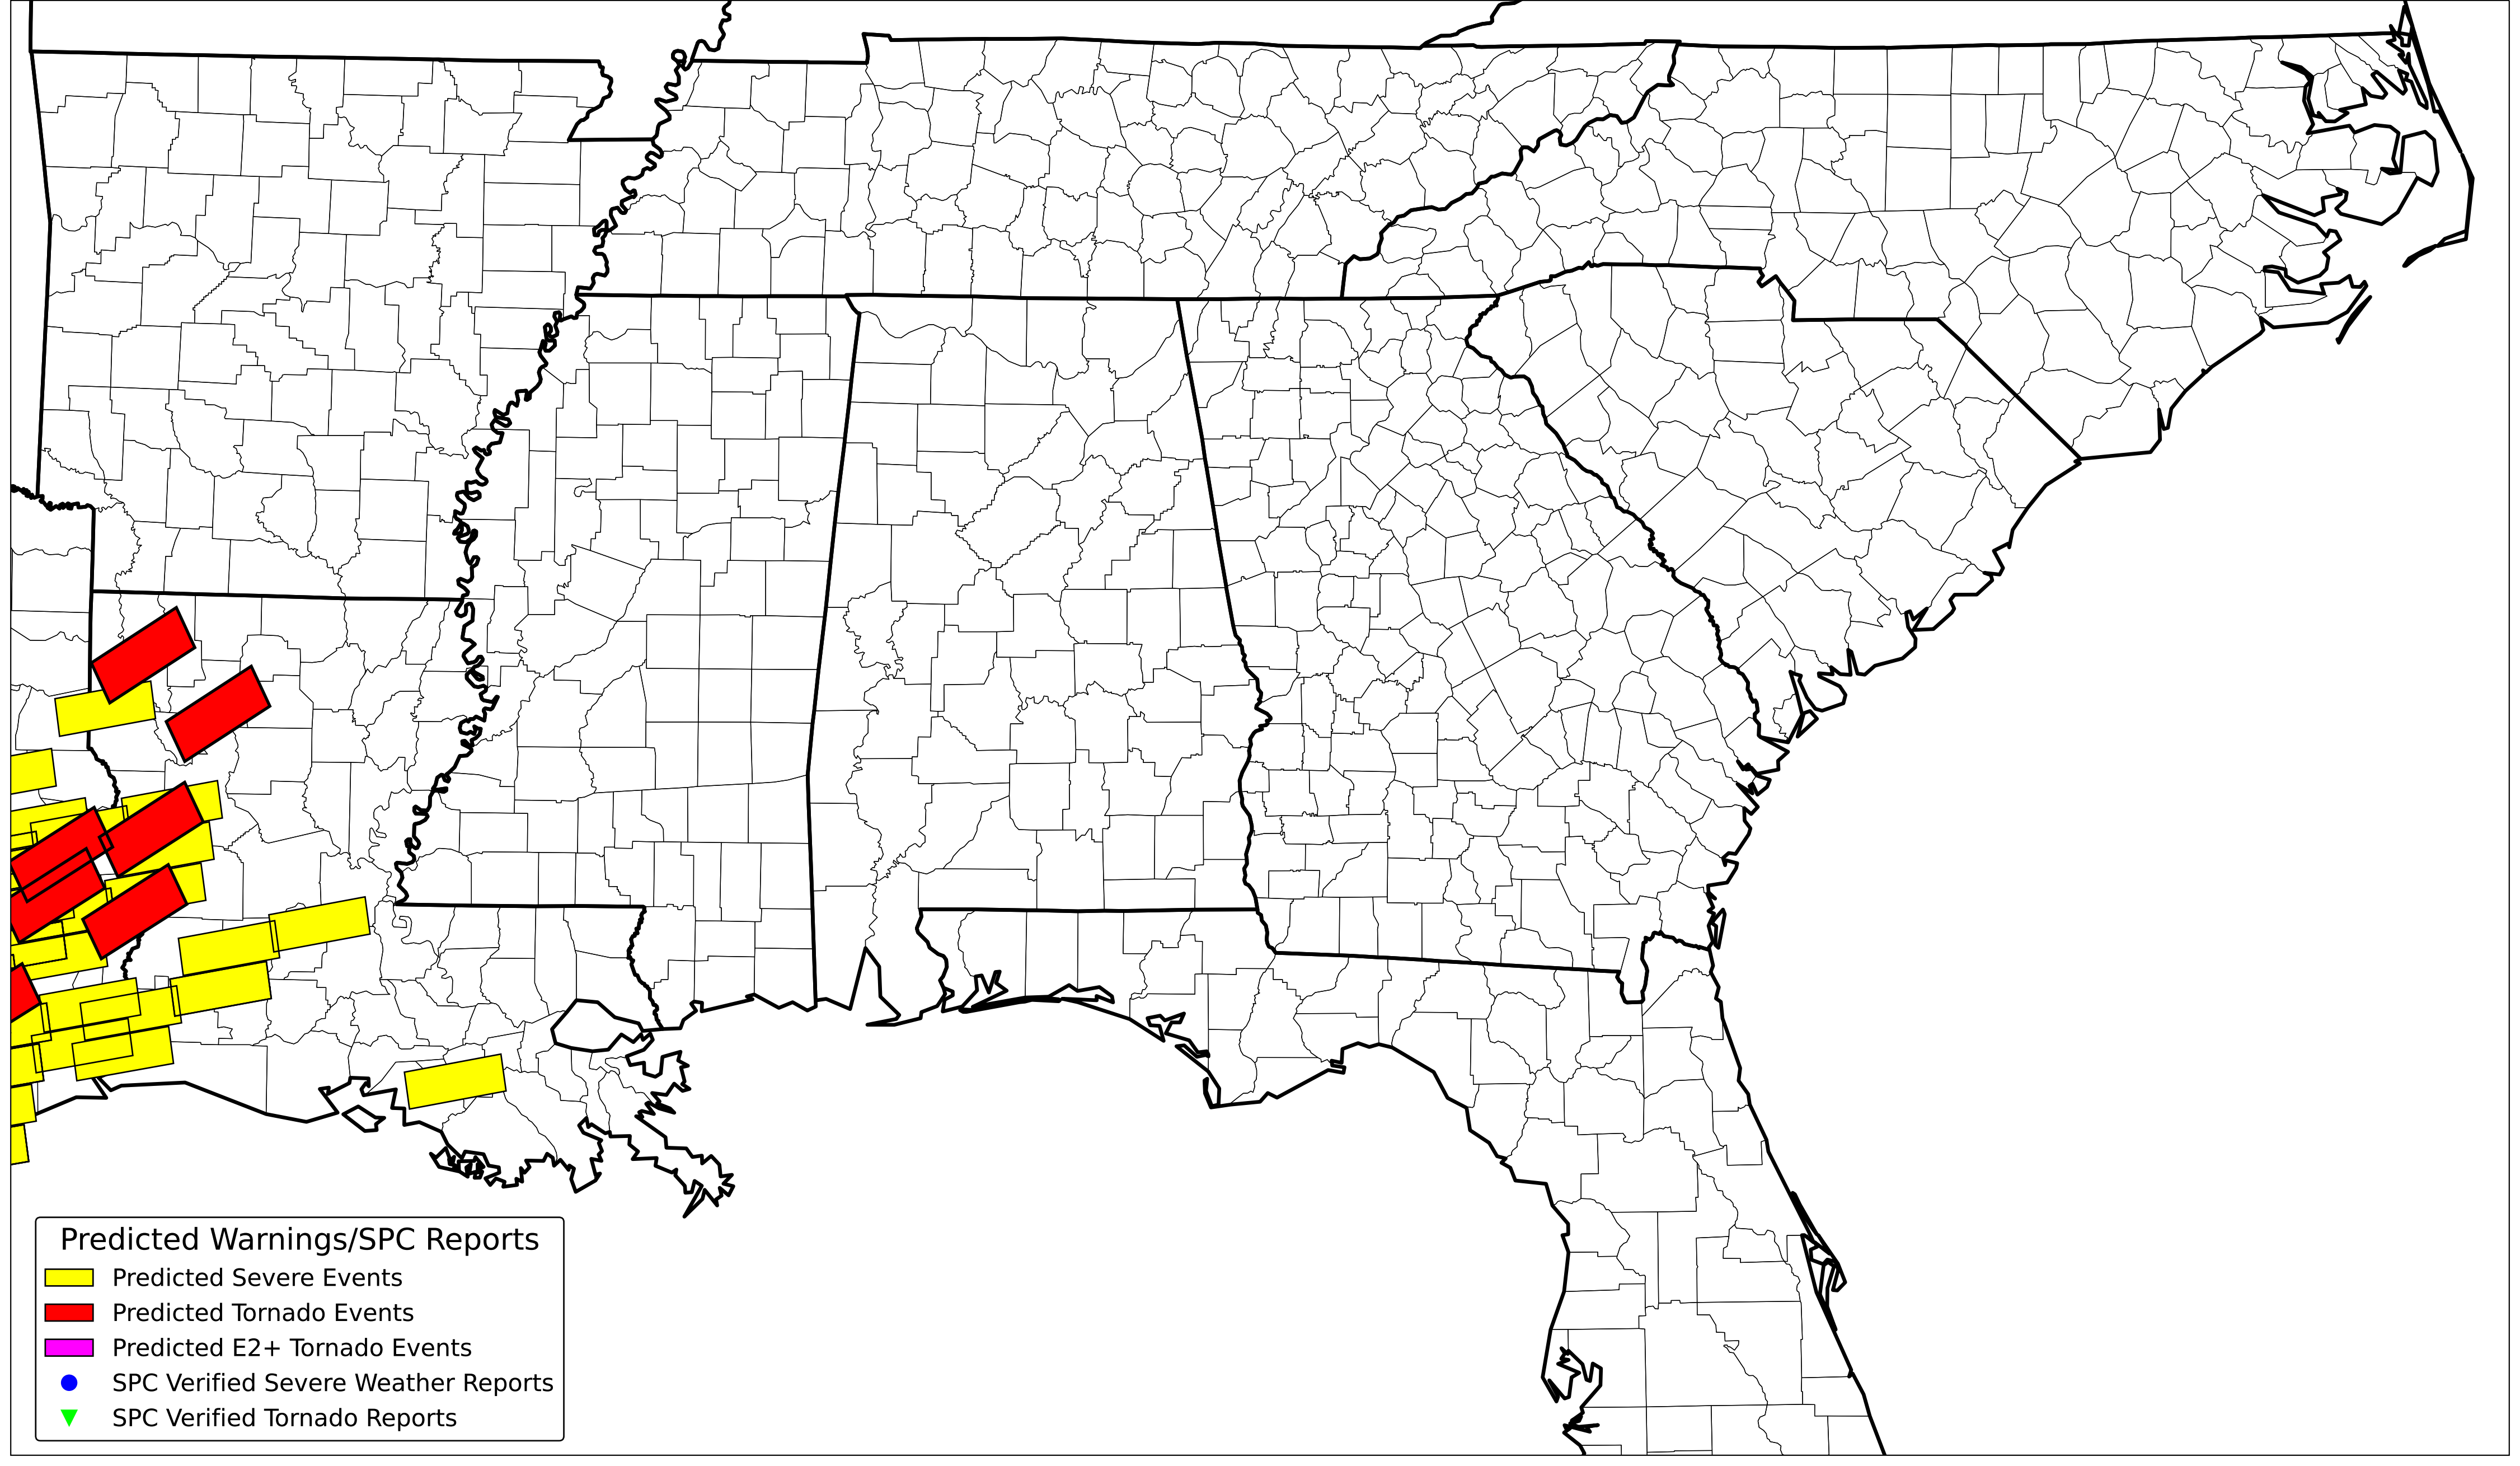 Predicted Warnings/SPC Reports
Predicted Severe Events
Predicted Tornado Events
Predicted E2+ Tornado Events
SPC Verified Severe Weather Reports
SPC Verified Tornado Reports